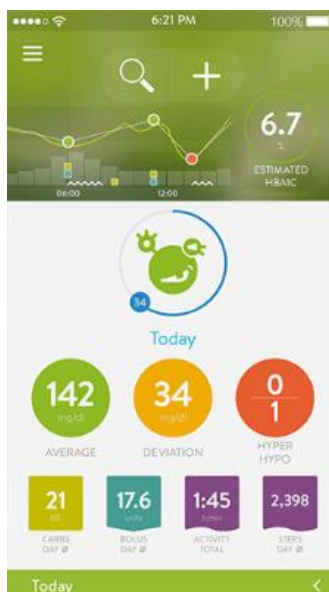 6:21 PM
100%
6.7
%
ESTIMATED
HBA1C
06:00
12:00
34
Today
142
mg/dl
AVERAGE
34
mg/dl
DEVIATION
0
1
HYPER
HYPO
21
CARBS
DAY Ø
17.6
units
BOLUS
DAY Ø
1:45
ACTIVITY
TOTAL
2,398
STEPS
DAY Ø
Today